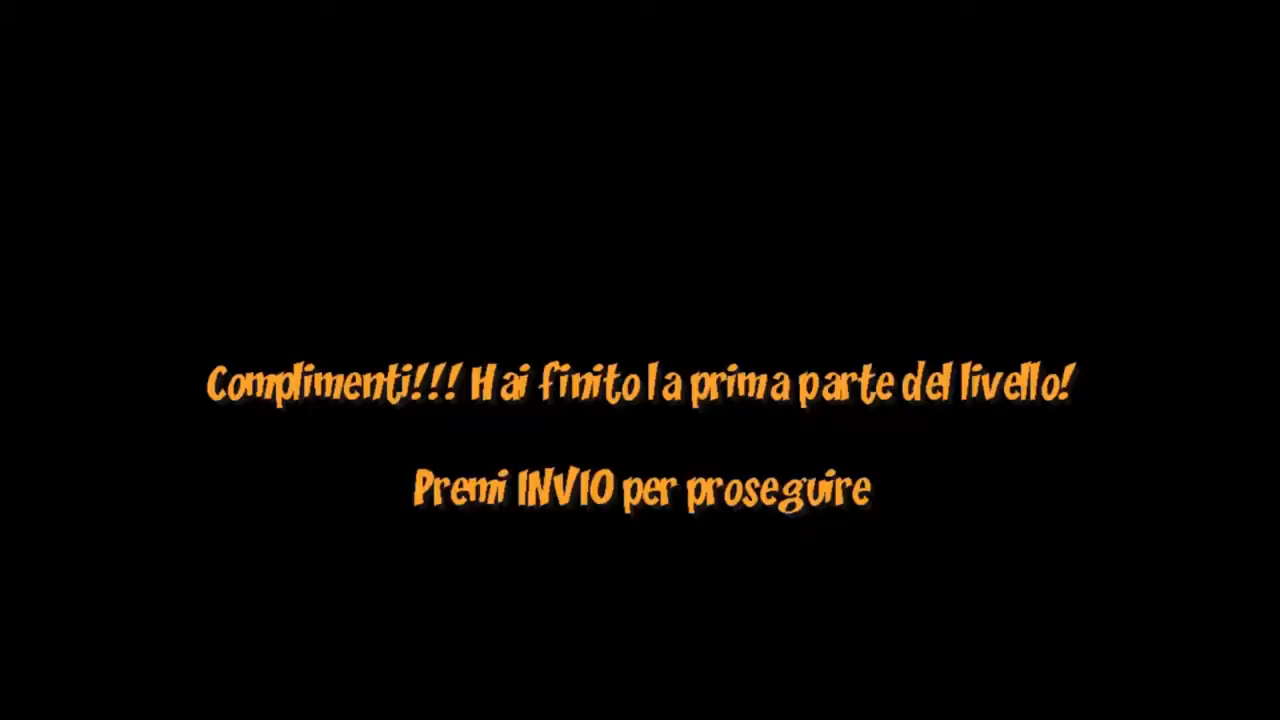 Complimenti!!! Hai finito la prima parte del livello!
Premi INVIO per proseguire